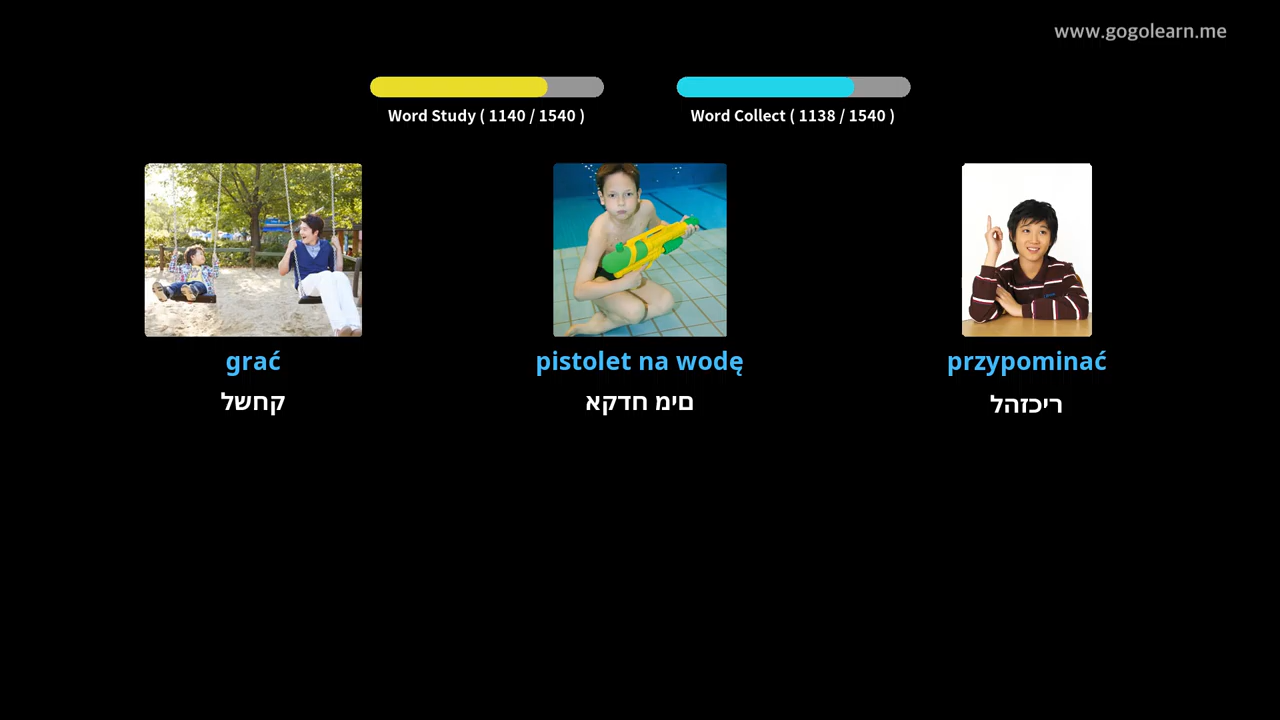 www.gogolearn.me
Word Study ( 1140 / 1540 )
Word Collect ( 1138 / 1540 )
grać
קחשל
pistolet na wodę
םימ חדקא
przypominać
ריכזהל